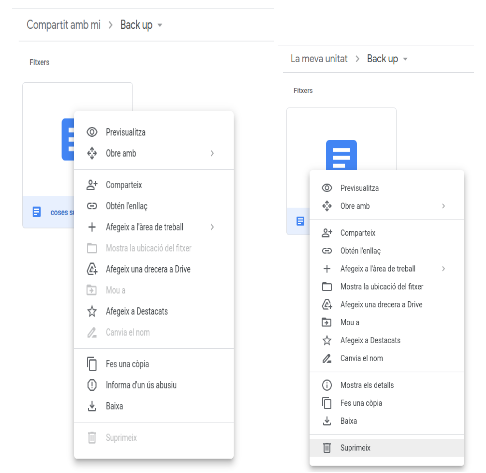 Compartit amb mi > Back up
Fitxers
Previsualitza
Obre amb
Comparteix
Obtén l'enllaç
Afegeix a l'àrea de treball
Mostra la ubicació del fitxer
Afegeix una drecera a Drive
Mou a
Afegeix a Destacats
Canvia el nom
Fes una còpia
Informa d'un ús abusiu
Baixa
Suprimeix
coses
La meva unitat > Back up
Fitxers
Previsualitza
Obre amb
Comparteix
Obtén l'enllaç
Afegeix a l'àrea de treball
Mostra la ubicació del fitxer
Afegeix una drecera a Drive
Mou a
Afegeix a Destacats
Canvia el nom
Mostra els detalls
Fes una còpia
Baixa
Suprimeix